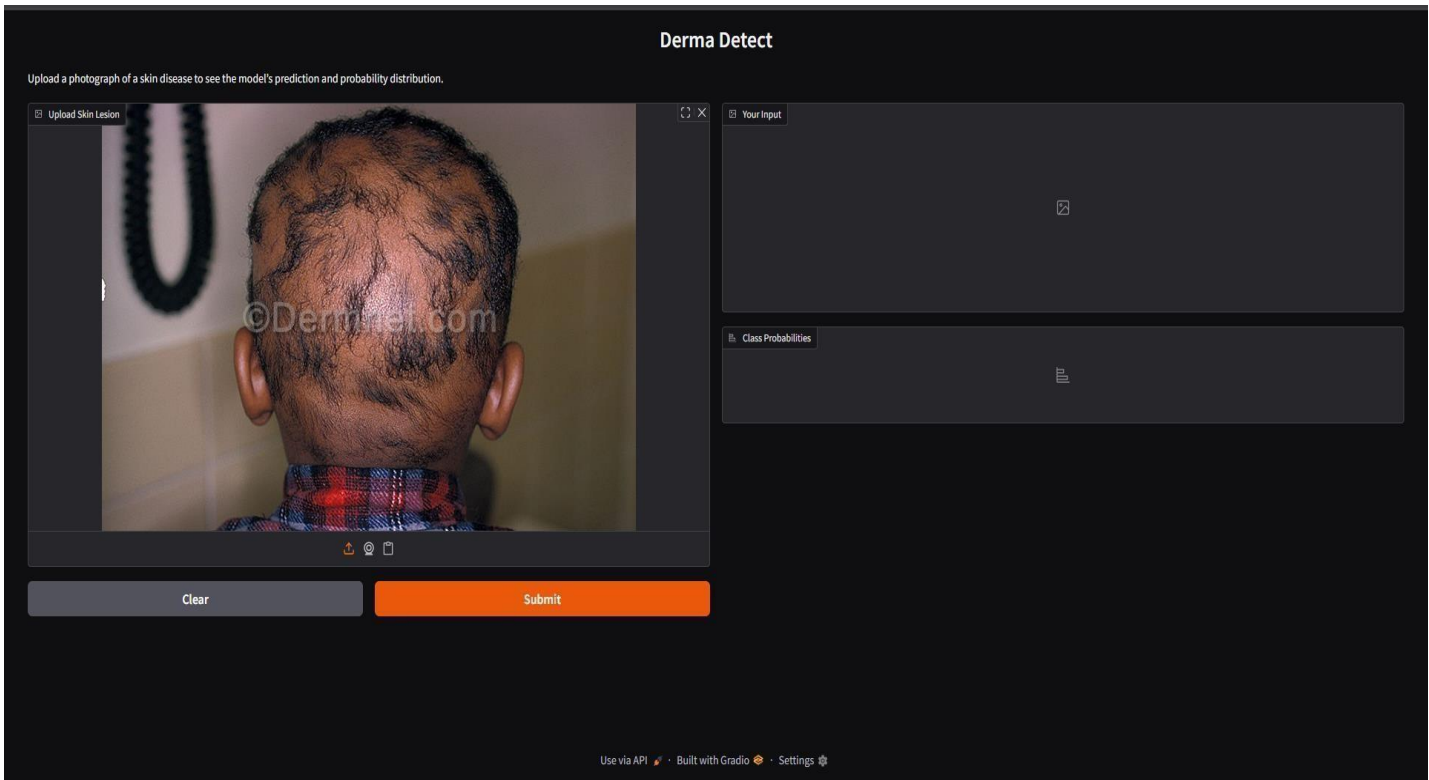 Derma Detect
Upload a photograph of a skin disease to see the model's prediction and probability distribution.
Upload Skin Lesion
©Dermnet.com
Clear
Submit
Your Input
Class Probabilities
Use via API · Built with Gradio · Settings